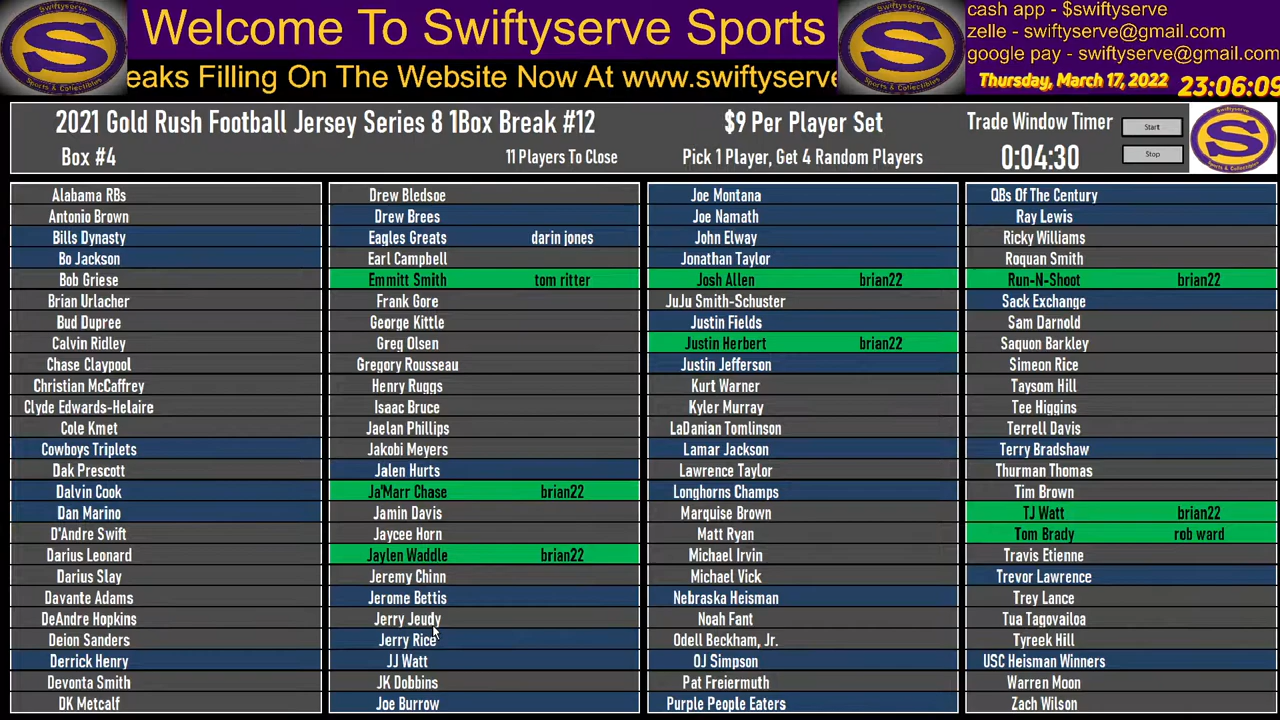 Welcome To Swiftyserve Sports
eaks Filling On The Website Now At www.swiftyserve
cash app - $swiftyserve
zelle - swiftyserve@gmail.com
google pay - swiftyserve@gmail.com
Thursday, March 17, 2022 23:06:09
S
Sports & Collectibles
S
Sports & Collectibles
2021 Gold Rush Football Jersey Series 8 1Box Break #12
Box #4
11 Players To Close
$9 Per Player Set
Pick 1 Player, Get 4 Random Players
Trade Window Timer
0:04:30
Start
Stop
Swiftyserve
S
Sports & Collectibles
Alabama RBs
Antonio Brown
Bills Dynasty
Bo Jackson
Bob Griese
Brian Urlacher
Bud Dupree
Calvin Ridley
Chase Claypool
Christian McCaffrey
Clyde Edwards-Helaire
Cole Kmet
Cowboys Triplets
Dak Prescott
Dalvin Cook
Dan Marino
D'Andre Swift
Darius Leonard
Darius Slay
Davante Adams
DeAndre Hopkins
Deion Sanders
Derrick Henry
Devonta Smith
DK Metcalf
Drew Bledsoe
Drew Brees
Eagles Greats darin jones
Earl Campbell
Emmitt Smith tom ritter
Frank Gore
George Kittle
Greg Olsen
Gregory Rousseau
Henry Ruggs
Isaac Bruce
Jaelan Phillips
Jakobi Meyers
Jalen Hurts
Ja'Marr Chase brian22
Jamin Davis
Jaycee Horn
Jaylen Waddle brian22
Jeremy Chinn
Jerome Bettis
Jerry Jeudy
Jerry Rice
JJ Watt
JK Dobbins
Joe Burrow
Joe Montana
Joe Namath
John Elway
Jonathan Taylor
Josh Allen brian22
JuJu Smith-Schuster
Justin Fields
Justin Herbert brian22
Justin Jefferson
Kurt Warner
Kyler Murray
LaDanian Tomlinson
Lamar Jackson
Lawrence Taylor
Longhorns Champs
Marquise Brown
Matt Ryan
Michael Irvin
Michael Vick
Nebraska Heisman
Noah Fant
Odell Beckham, Jr.
OJ Simpson
Pat Freiermuth
Purple People Eaters
QBs Of The Century
Ray Lewis
Ricky Williams
Roquan Smith
Run-N-Shoot brian22
Sack Exchange
Sam Darnold
Saquon Barkley
Simeon Rice
Taysom Hill
Tee Higgins
Terrell Davis
Terry Bradshaw
Thurman Thomas
Tim Brown
TJ Watt brian22
Tom Brady rob ward
Travis Etienne
Trevor Lawrence
Trey Lance
Tua Tagovailoa
Tyreek Hill
USC Heisman Winners
Warren Moon
Zach Wilson